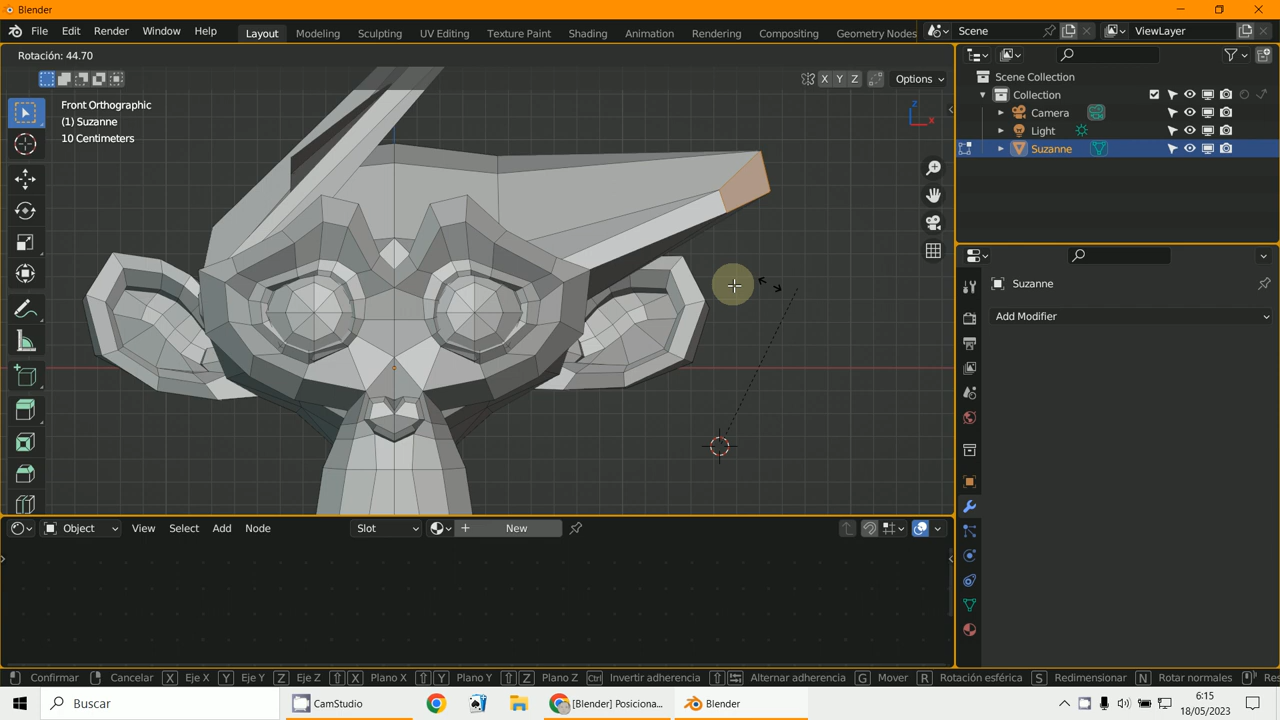 Blender
File Edit Render Window Help Layout Modeling Sculpting UV Editing Texture Paint Shading Animation Rendering Compositing Geometry Nodes Scene ViewLayer
Rotación: 44.70
X Y Z Options
Front Orthographic
(1) Suzanne
10 Centimeters
z
x
Scene Collection
Collection
Camera
Light
Suzanne
Suzanne
Add Modifier
Object View Select Add Node Slot New
Confirmar Cancelar X Eje X Y Eje Y Z Eje Z X Plano X Y Plano Y Z Plano Z Ctrl Invertir adherencia Alternar adherencia G Mover R Rotación esférica S Redimensionar N Rotar normales Res
Buscar CamStudio [Blender] Posiciona... Blender 6:15
18/05/2023